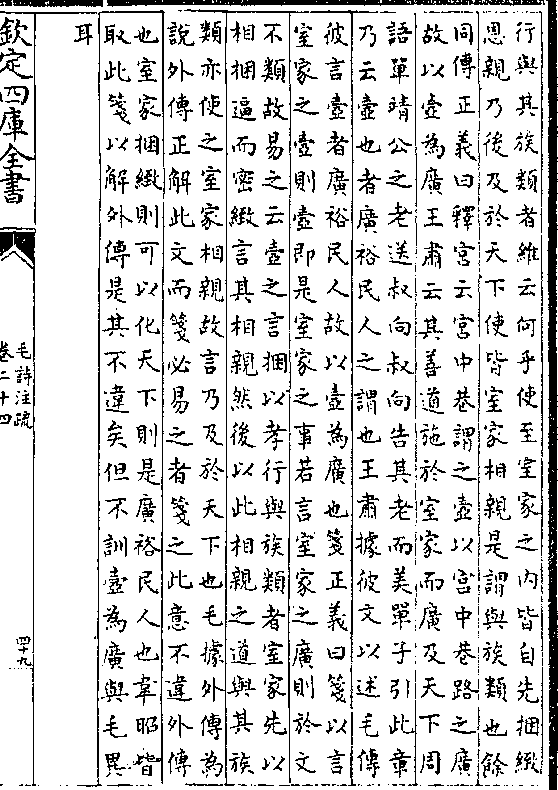 行與其族類者維云何乎使至室家之内皆自先捆緻
恩親乃後及於天下使皆室家相親是謂與族類也餘
同傳正義曰釋宮云宮中巷謂之壼以宮中巷路之廣
故以壼為廣王肅云其善道施於室家而廣及天下周
語單靖公之老送叔向叔向告其老而美單子引此章
乃云壼也者廣裕民人之謂也王肅據彼文以述毛傳
彼言壼者廣裕民人故以壼為廣也箋正義曰箋以言
室家之壼則壼即是室家之事若言室家之廣則於文
不類故易之云壼之言捆以孝行與族類者室家先以
相捆逼而密緻言其相親然後以此相親之道與其族
類亦使之室家相親故言乃及於天下也毛據外傳為
說外傳正解此文而箋必易之者箋之此意不違外傳
也室家捆緻則可以化天下則是廣裕民人也韋昭皆
取此箋以解外傳是其不違矣但不訓壼為廣與毛異
耳
欽定四庫全書
毛詩注疏
卷二十四
四十九